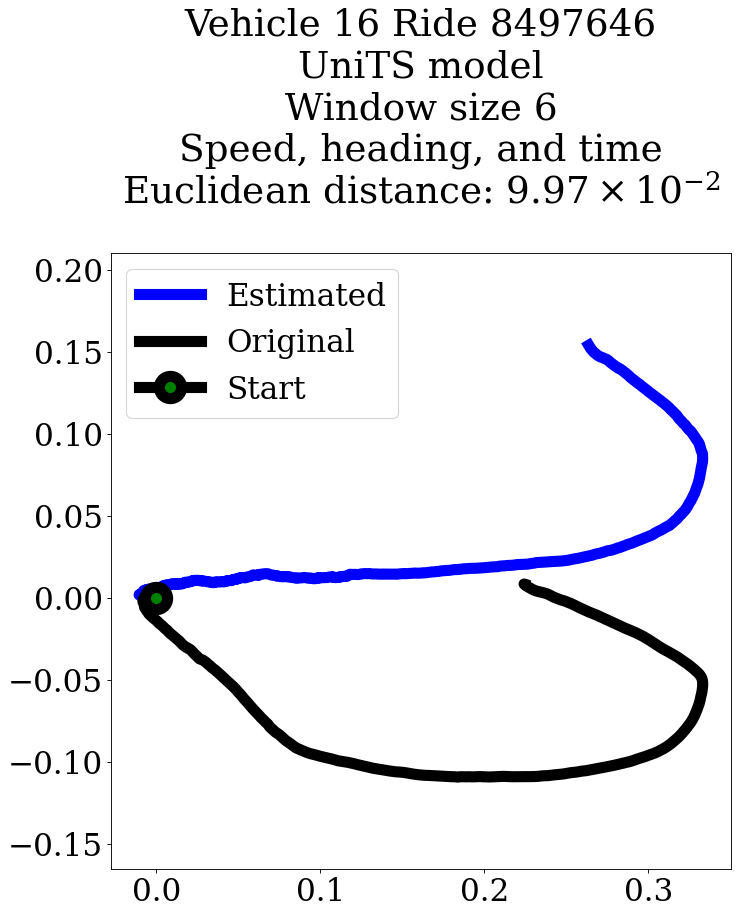 Vehicle 16 Ride 8497646
UniTS model
Window size 6
Speed, heading, and time
Euclidean distance: 9.97 × 10⁻²
Estimated
Original
Start
0.20
0.15
0.10
0.05
0.00
−0.05
−0.10
−0.15
0.0 0.1 0.2 0.3